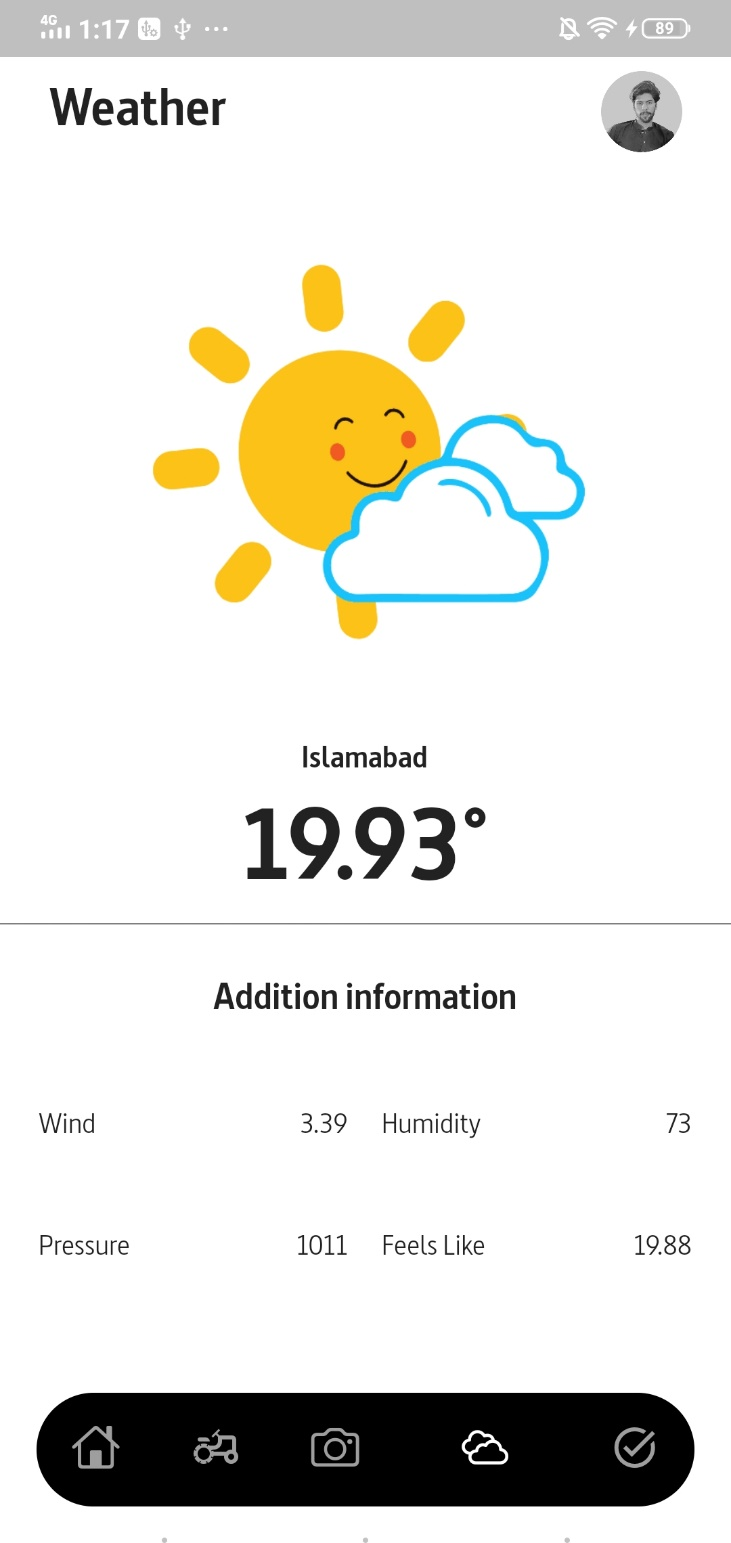 4G 1:17 89
Weather
Islamabad
19.93°
Addition information
Wind 3.39 Humidity 73
Pressure 1011 Feels Like 19.88